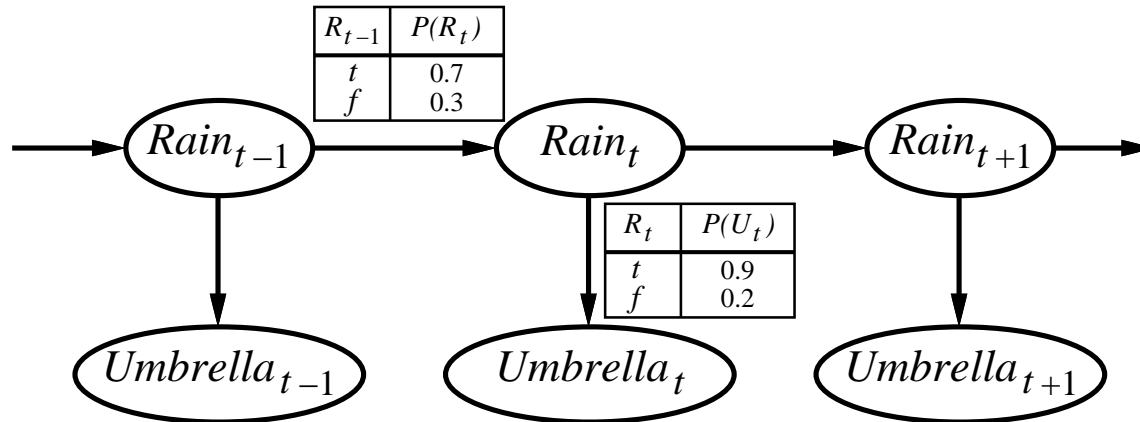 R_{t-1} P(R_t)
t 0.7
f 0.3
Rain_{t-1} Rain_t Rain_{t+1}
R_t P(U_t)
t 0.9
f 0.2
Umbrella_{t-1} Umbrella_t Umbrella_{t+1}